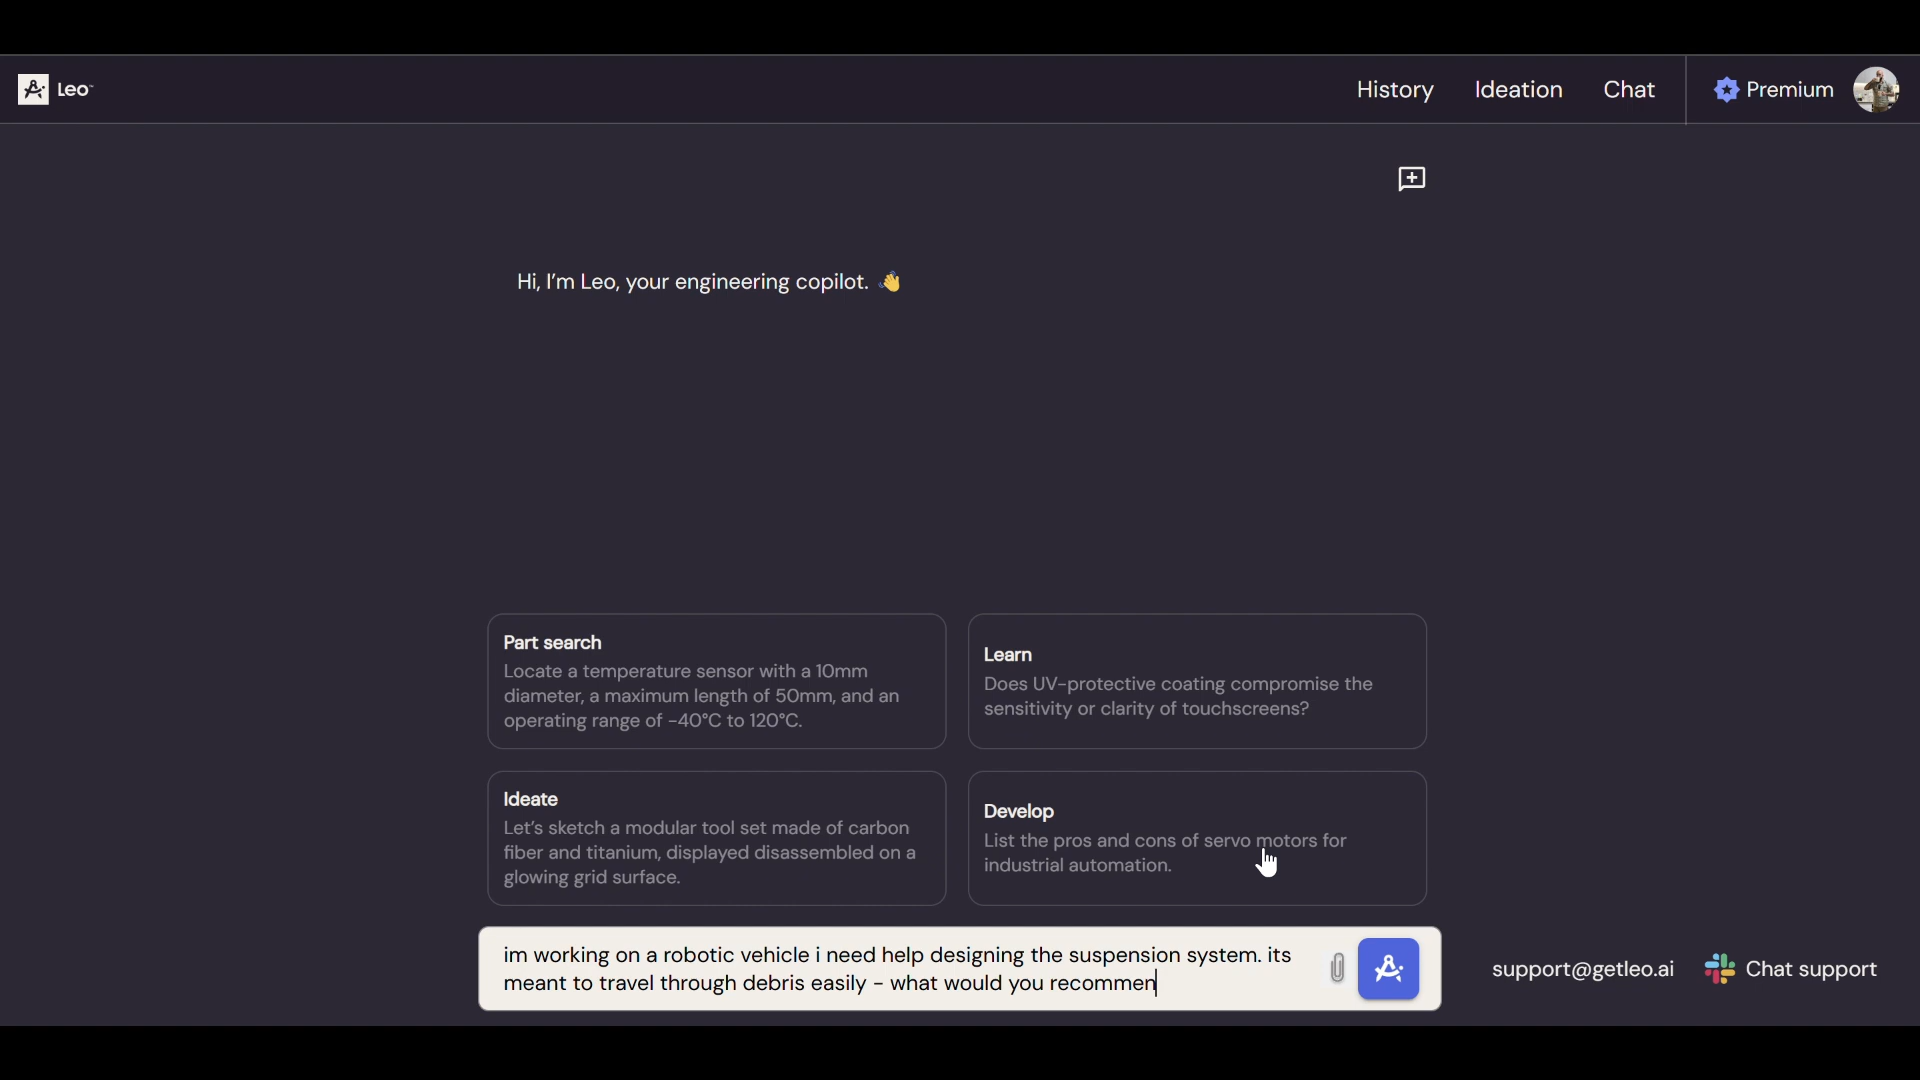 Leo™
History
Ideation
Chat
Premium
Hi, I’m Leo, your engineering copilot. 👋
Part search
Locate a temperature sensor with a 10mm
diameter, a maximum length of 50mm, and an
operating range of -40°C to 120°C.
Learn
Does UV-protective coating compromise the
sensitivity or clarity of touchscreens?
Ideate
Let’s sketch a modular tool set made of carbon
fiber and titanium, displayed disassembled on a
glowing grid surface.
Develop
List the pros and cons of servo motors for
industrial automation.
im working on a robotic vehicle i need help designing the suspension system. its
meant to travel through debris easily - what would you recommen
support@getleo.ai
Chat support